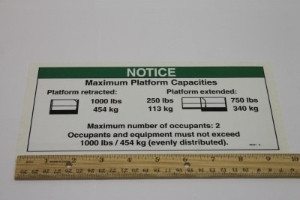 NOTICE
Maximum Platform Capacities
Platform retracted: Platform extended:
1000 lbs 250 lbs 750 lbs
454 kg 113 kg 340 kg
Maximum number of occupants: 2
Occupants and equipment must not exceed
1000 lbs / 454 kg (evenly distributed).